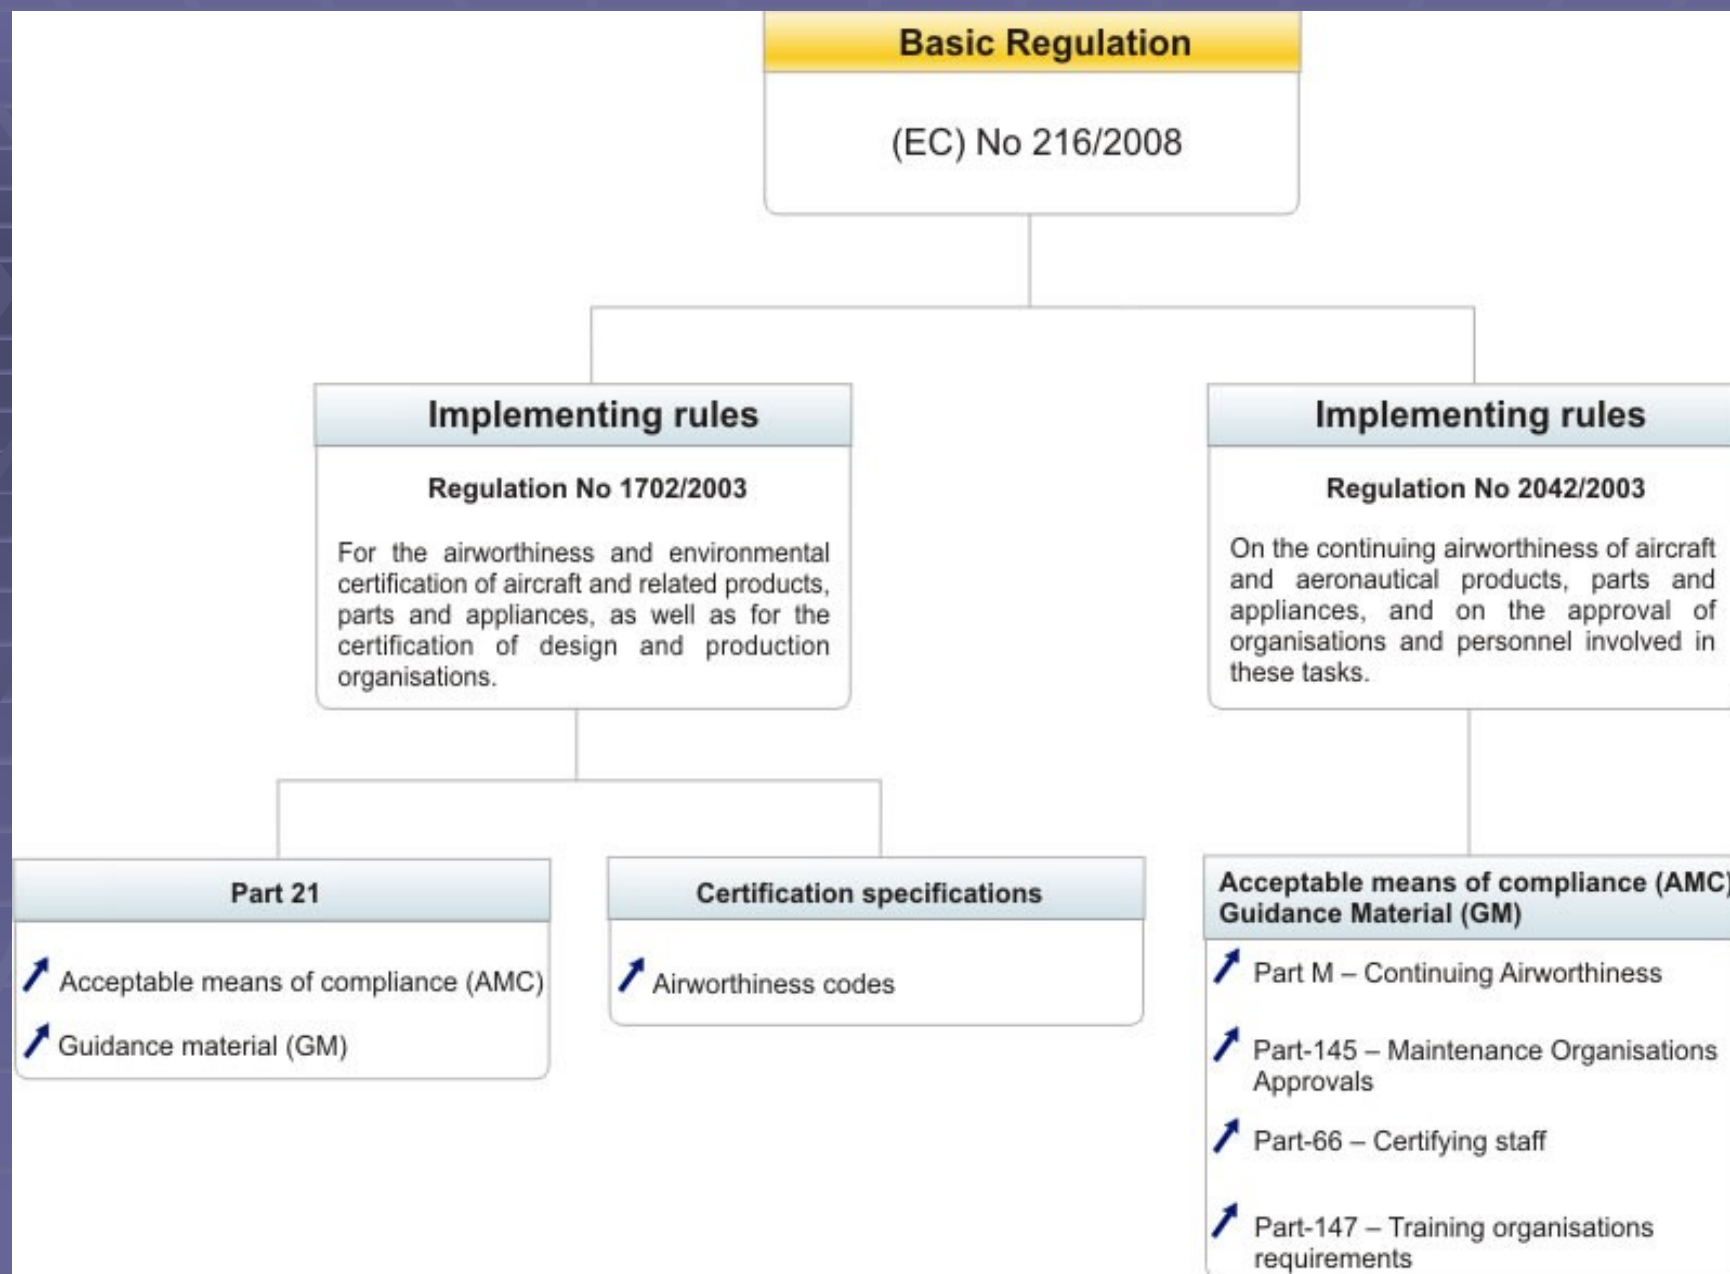 Basic Regulation
(EC) No 216/2008
Implementing rules
Regulation No 1702/2003
For the airworthiness and environmental
certification of aircraft and related products,
parts and appliances, as well as for the
certification of design and production
organisations.
Implementing rules
Regulation No 2042/2003
On the continuing airworthiness of aircraft
and aeronautical products, parts and
appliances, and on the approval of
organisations and personnel involved in
these tasks.
Part 21
Acceptable means of compliance (AMC)
Guidance material (GM)
Certification specifications
Airworthiness codes
Acceptable means of compliance (AMC)
Guidance Material (GM)
Part M – Continuing Airworthiness
Part-145 – Maintenance Organisations
Approvals
Part-66 – Certifying staff
Part-147 – Training organisations
requirements